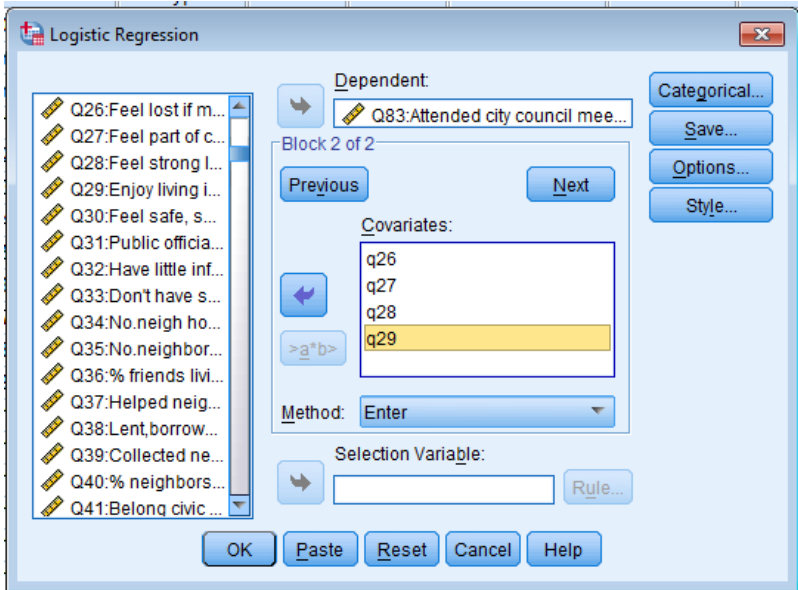 Logistic Regression
Q26:Feel lost if m...
Q27:Feel part of c...
Q28:Feel strong l...
Q29:Enjoy living i...
Q30:Feel safe, s...
Q31:Public officia...
Q32:Have little inf...
Q33:Don't have s...
Q34:No.neigh ho...
Q35:No.neighbor...
Q36:% friends livi...
Q37:Helped neig...
Q38:Lent,borrow...
Q39:Collected ne...
Q40:% neighbors...
Q41:Belong civic ...
Dependent:
Q83:Attended city council mee...
Block 2 of 2
Previous
Next
Covariates:
q26
q27
q28
q29
>a*b>
Method:
Enter
Selection Variable:
Rule...
Categorical...
Save...
Options...
Style...
OK
Paste
Reset
Cancel
Help